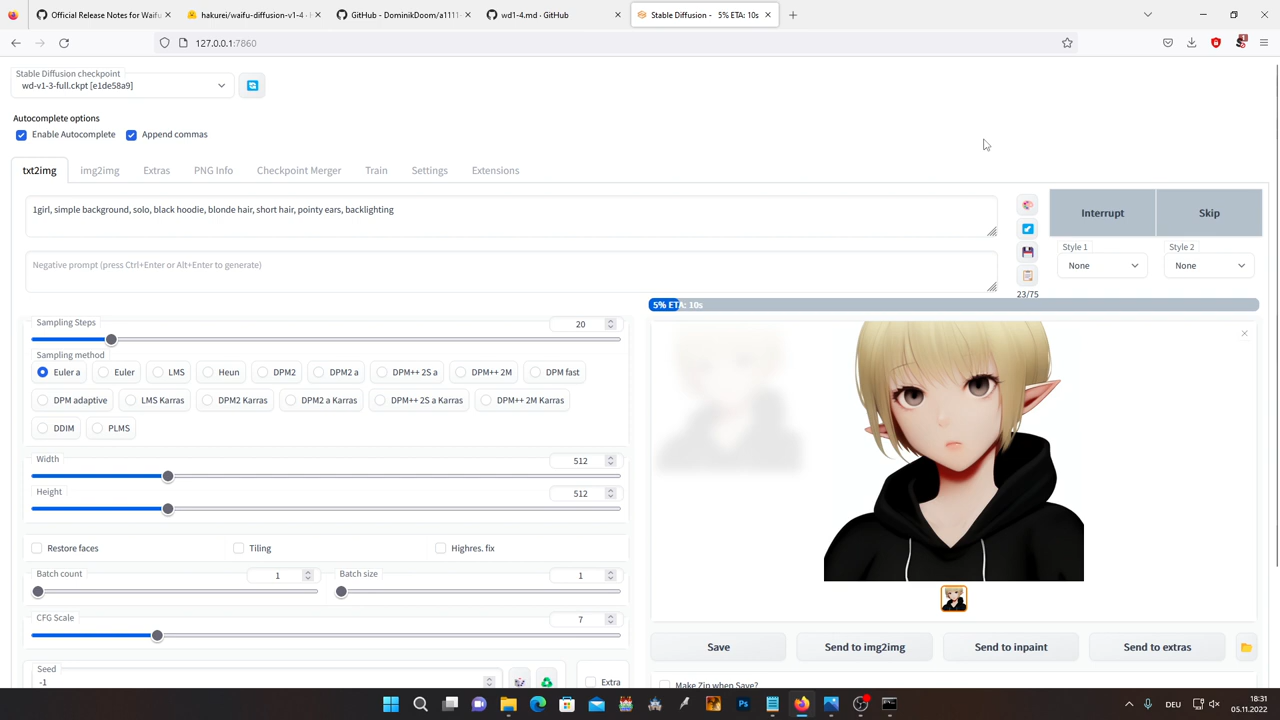 Official Release Notes for Waifu
hakurei/waifu-diffusion-v1-4 -
GitHub - DominikDoom/a1111
wd1-4.md · GitHub
Stable Diffusion - 5% ETA: 10s
127.0.0.1:7860
Stable Diffusion checkpoint
wd-v1-3-full.ckpt [e1de58a9]
Autocomplete options
Enable Autocomplete
Append commas
txt2img
img2img
Extras
PNG Info
Checkpoint Merger
Train
Settings
Extensions
1girl, simple background, solo, black hoodie, blonde hair, short hair, pointy ears, backlighting
Interrupt
Skip
Style 1
Style 2
None
None
Negative prompt (press Ctrl+Enter or Alt+Enter to generate)
23/75
5% ETA: 10s
Sampling Steps
20
Sampling method
Euler a
Euler
LMS
Heun
DPM2
DPM2 a
DPM++ 2S a
DPM++ 2M
DPM fast
DPM adaptive
LMS Karras
DPM2 Karras
DPM2 a Karras
DPM++ 2S a Karras
DPM++ 2M Karras
DDIM
PLMS
Width
512
Height
512
Restore faces
Tiling
Highres. fix
Batch count
1
Batch size
1
CFG Scale
7
Save
Send to img2img
Send to inpaint
Send to extras
Seed
-1
Extra
Make Zip when Save?
DEU
18:31
05.11.2022